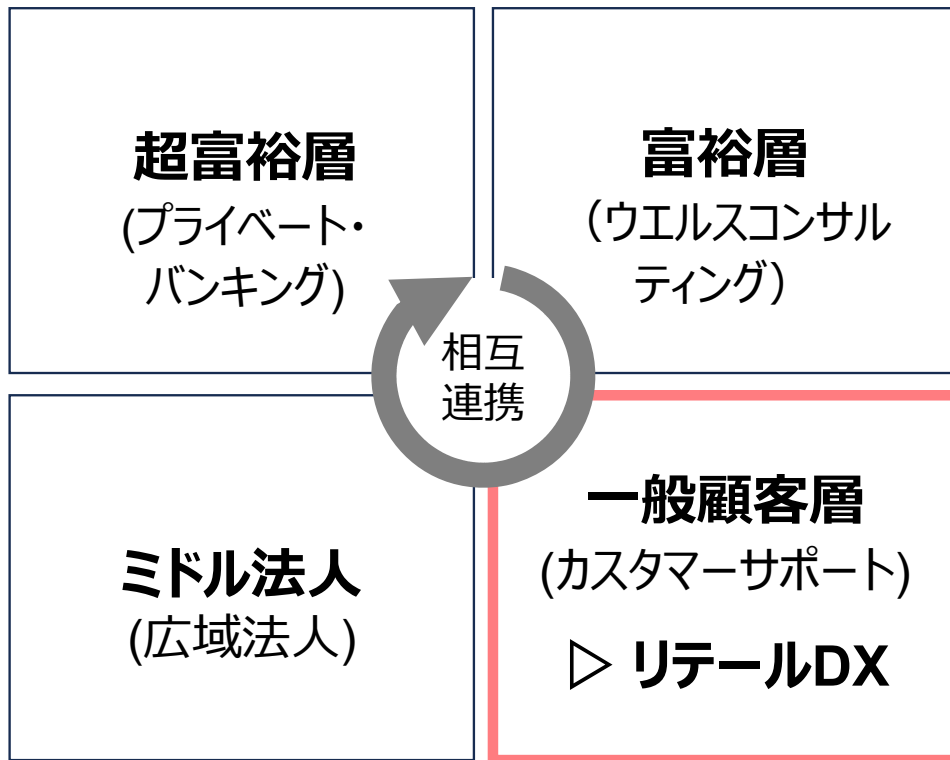 超富裕層
(プライベート・
バンキング)
富裕層
（ウエルスコンサル
ティング）
相互
連携
ミドル法人
(広域法人)
一般顧客層
(カスタマーサポート)
▷ リテールDX